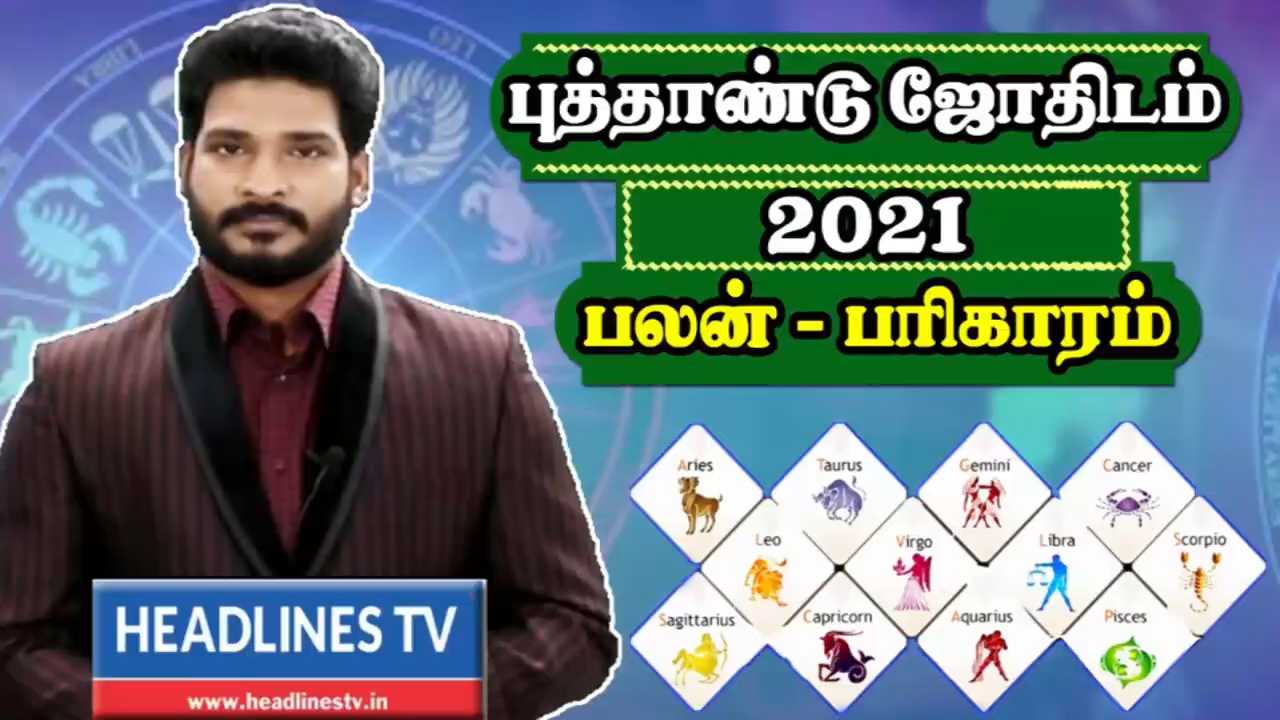 புத்தாண்டு ஜோதிடம்
2021
பலன் - பரிகாரம்
Aries
Taurus
Gemini
Cancer
Leo
Virgo
Libra
Scorpio
Sagittarius
Capricorn
Aquarius
Pisces
HEADLINES TV
www.headlinestv.in